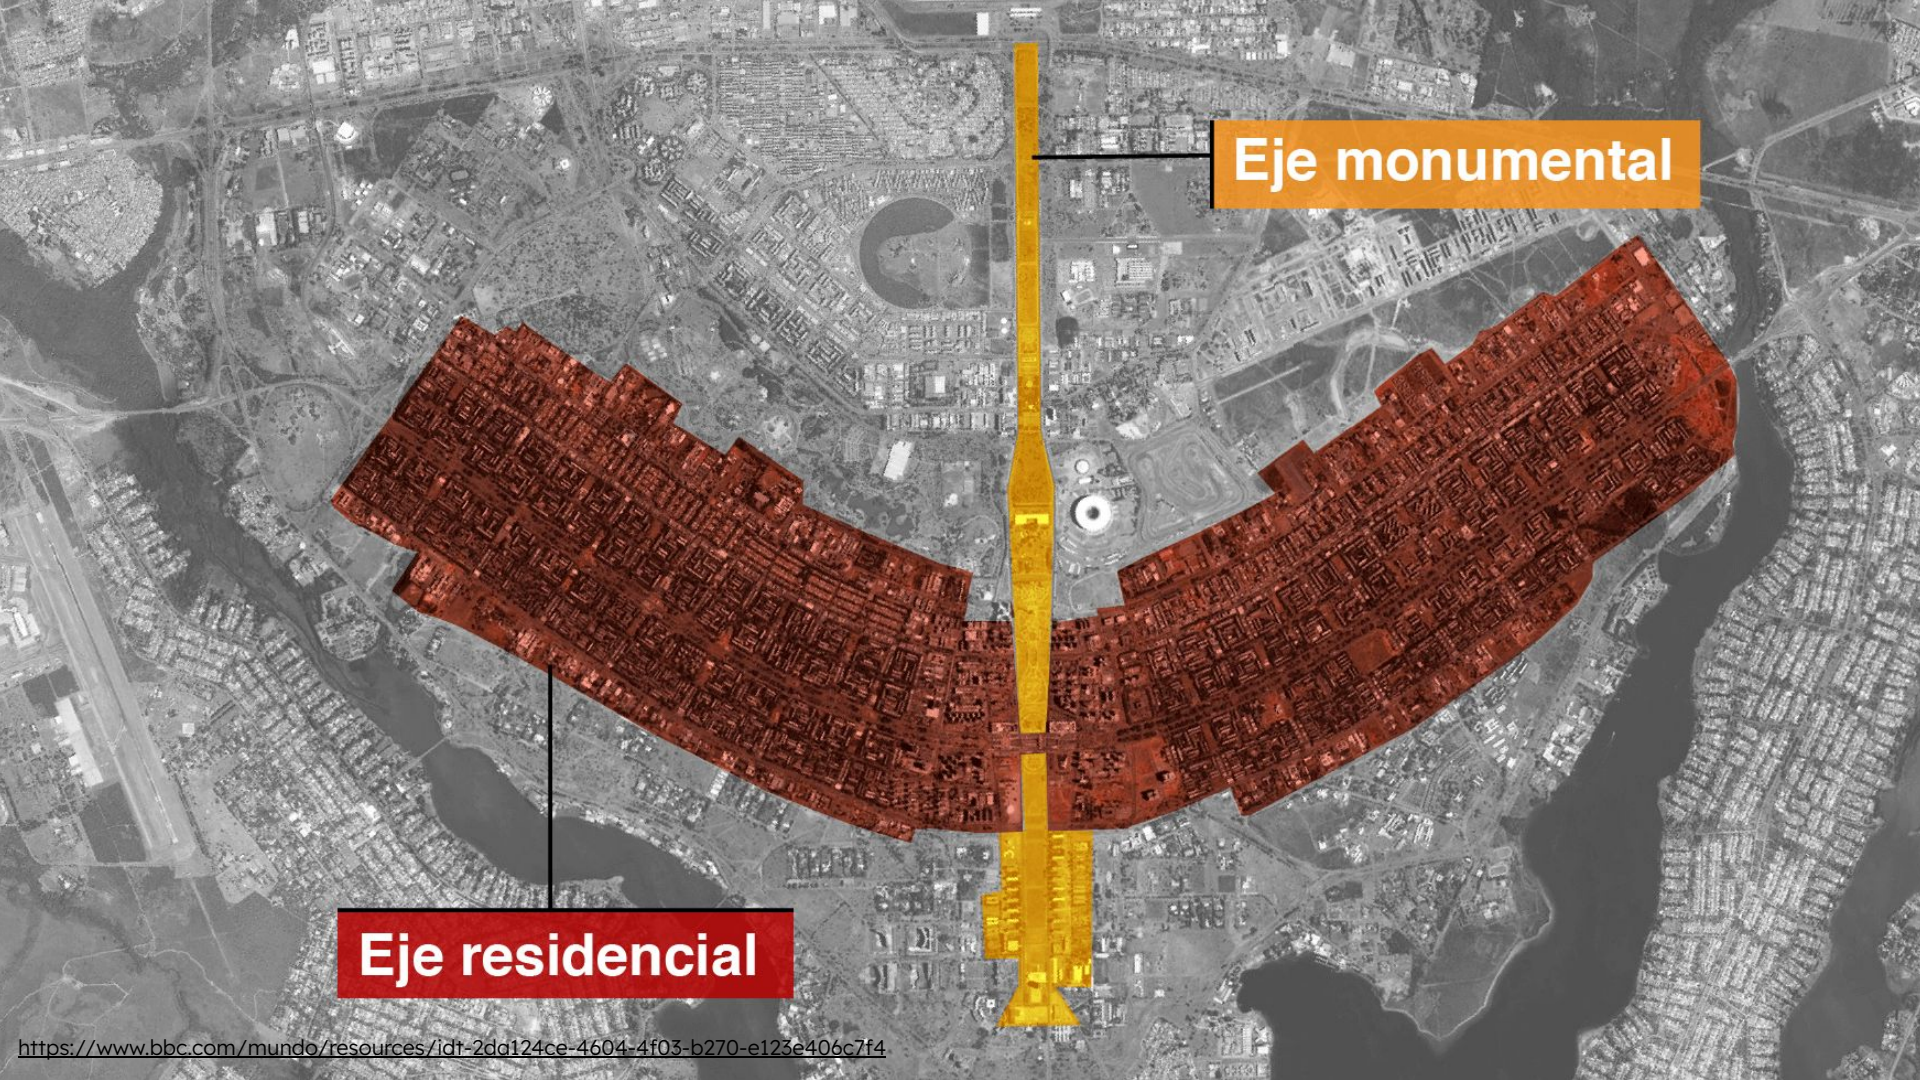 Eje monumental
Eje residencial
https://www.bbc.com/mundo/resources/idt-2da124ce-4604-4f03-b270-e123e406c7f4